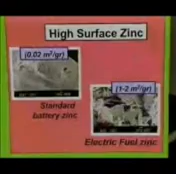 High Surface Zinc
(0.02 m²/gr)
Standard
battery zinc
(1-2 m²/gr)
Electric Fuel zinc